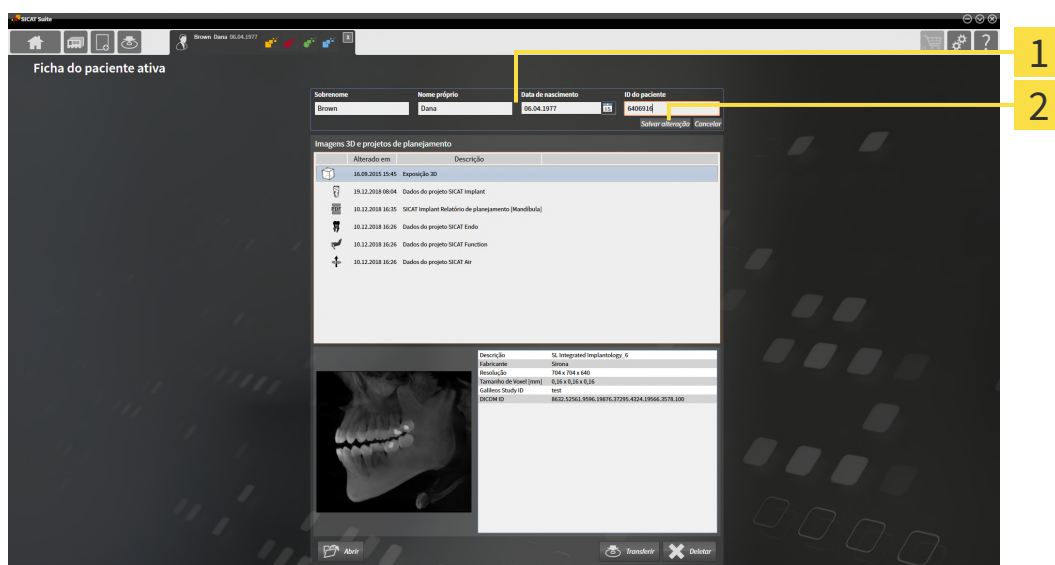 SICAT Suite
Brown Dana 06.04.1977
X
?
1
Ficha do paciente ativa
Sobrenome Nome próprio Data de nascimento ID do paciente
Brown Dana 06.04.1977 15 6406916
2
Salvar alteração Cancelar
Imagens 3D e projetos de planejamento
Alterado em Descrição
16.09.2015 15:45 Exposição 3D
19.12.2018 08:04 Dados do projeto SICAT Implant
10.12.2018 16:35 SICAT Implant Relatório de planejamento [Mandíbula]
10.12.2018 16:26 Dados do projeto SICAT Endo
10.12.2018 16:26 Dados do projeto SICAT Function
10.12.2018 16:26 Dados do projeto SICAT Air
Descrição SL Integrated Implantology_6
Fabricante Sirona
Resolução 704 x 704 x 640
Tamanho de Voxel [mm] 0,16 x 0,16 x 0,16
Galileos Study ID test
DICOM ID 8632.52561.9596.19876.37295.4324.19566.3578.100
Abrir Transferir Deletar